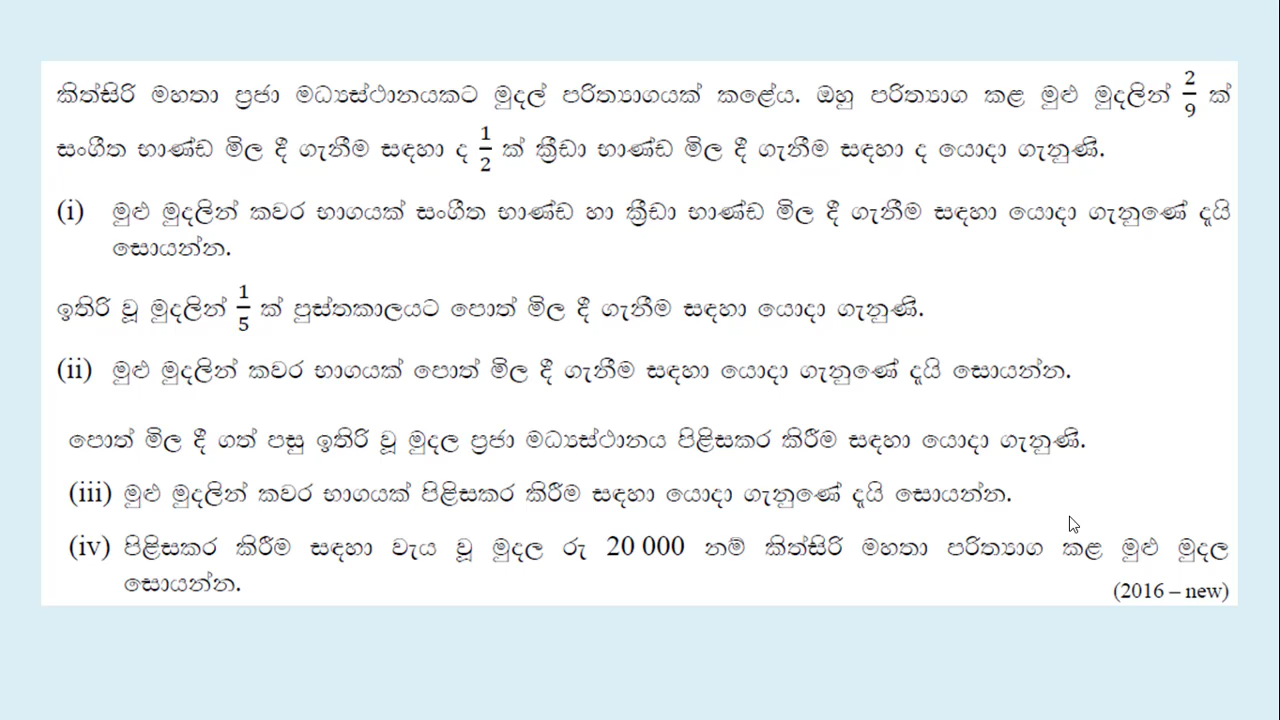 කිත්සිරි මහතා ප්‍රජා මධ්‍යස්ථානයකට මුදල් පරිත්‍යාගයක් කළේය. ඔහු පරිත්‍යාග කළ මුළු මුදලින් 2/9 ක්
සංගීත භාණ්ඩ මිල දී ගැනීම සඳහා ද 1/2 ක් ක්‍රීඩා භාණ්ඩ මිල දී ගැනීම සඳහා ද යොදා ගැනුණි.
(i) මුළු මුදලින් කවර භාගයක් සංගීත භාණ්ඩ හා ක්‍රීඩා භාණ්ඩ මිල දී ගැනීම සඳහා යොදා ගැනුණේ දැයි
සොයන්න.
ඉතිරි වූ මුදලින් 1/5 ක් පුස්තකාලයට පොත් මිල දී ගැනීම සඳහා යොදා ගැනුණි.
(ii) මුළු මුදලින් කවර භාගයක් පොත් මිල දී ගැනීම සඳහා යොදා ගැනුණේ දැයි සොයන්න.
පොත් මිල දී ගත් පසු ඉතිරි වූ මුදල ප්‍රජා මධ්‍යස්ථානය පිළිසකර කිරීම සඳහා යොදා ගැනුණි.
(iii) මුළු මුදලින් කවර භාගයක් පිළිසකර කිරීම සඳහා යොදා ගැනුණේ දැයි සොයන්න.
(iv) පිළිසකර කිරීම සඳහා වැය වූ මුදල රු 20 000 නම් කිත්සිරි මහතා පරිත්‍යාග කළ මුළු මුදල
සොයන්න.
(2016 – new)